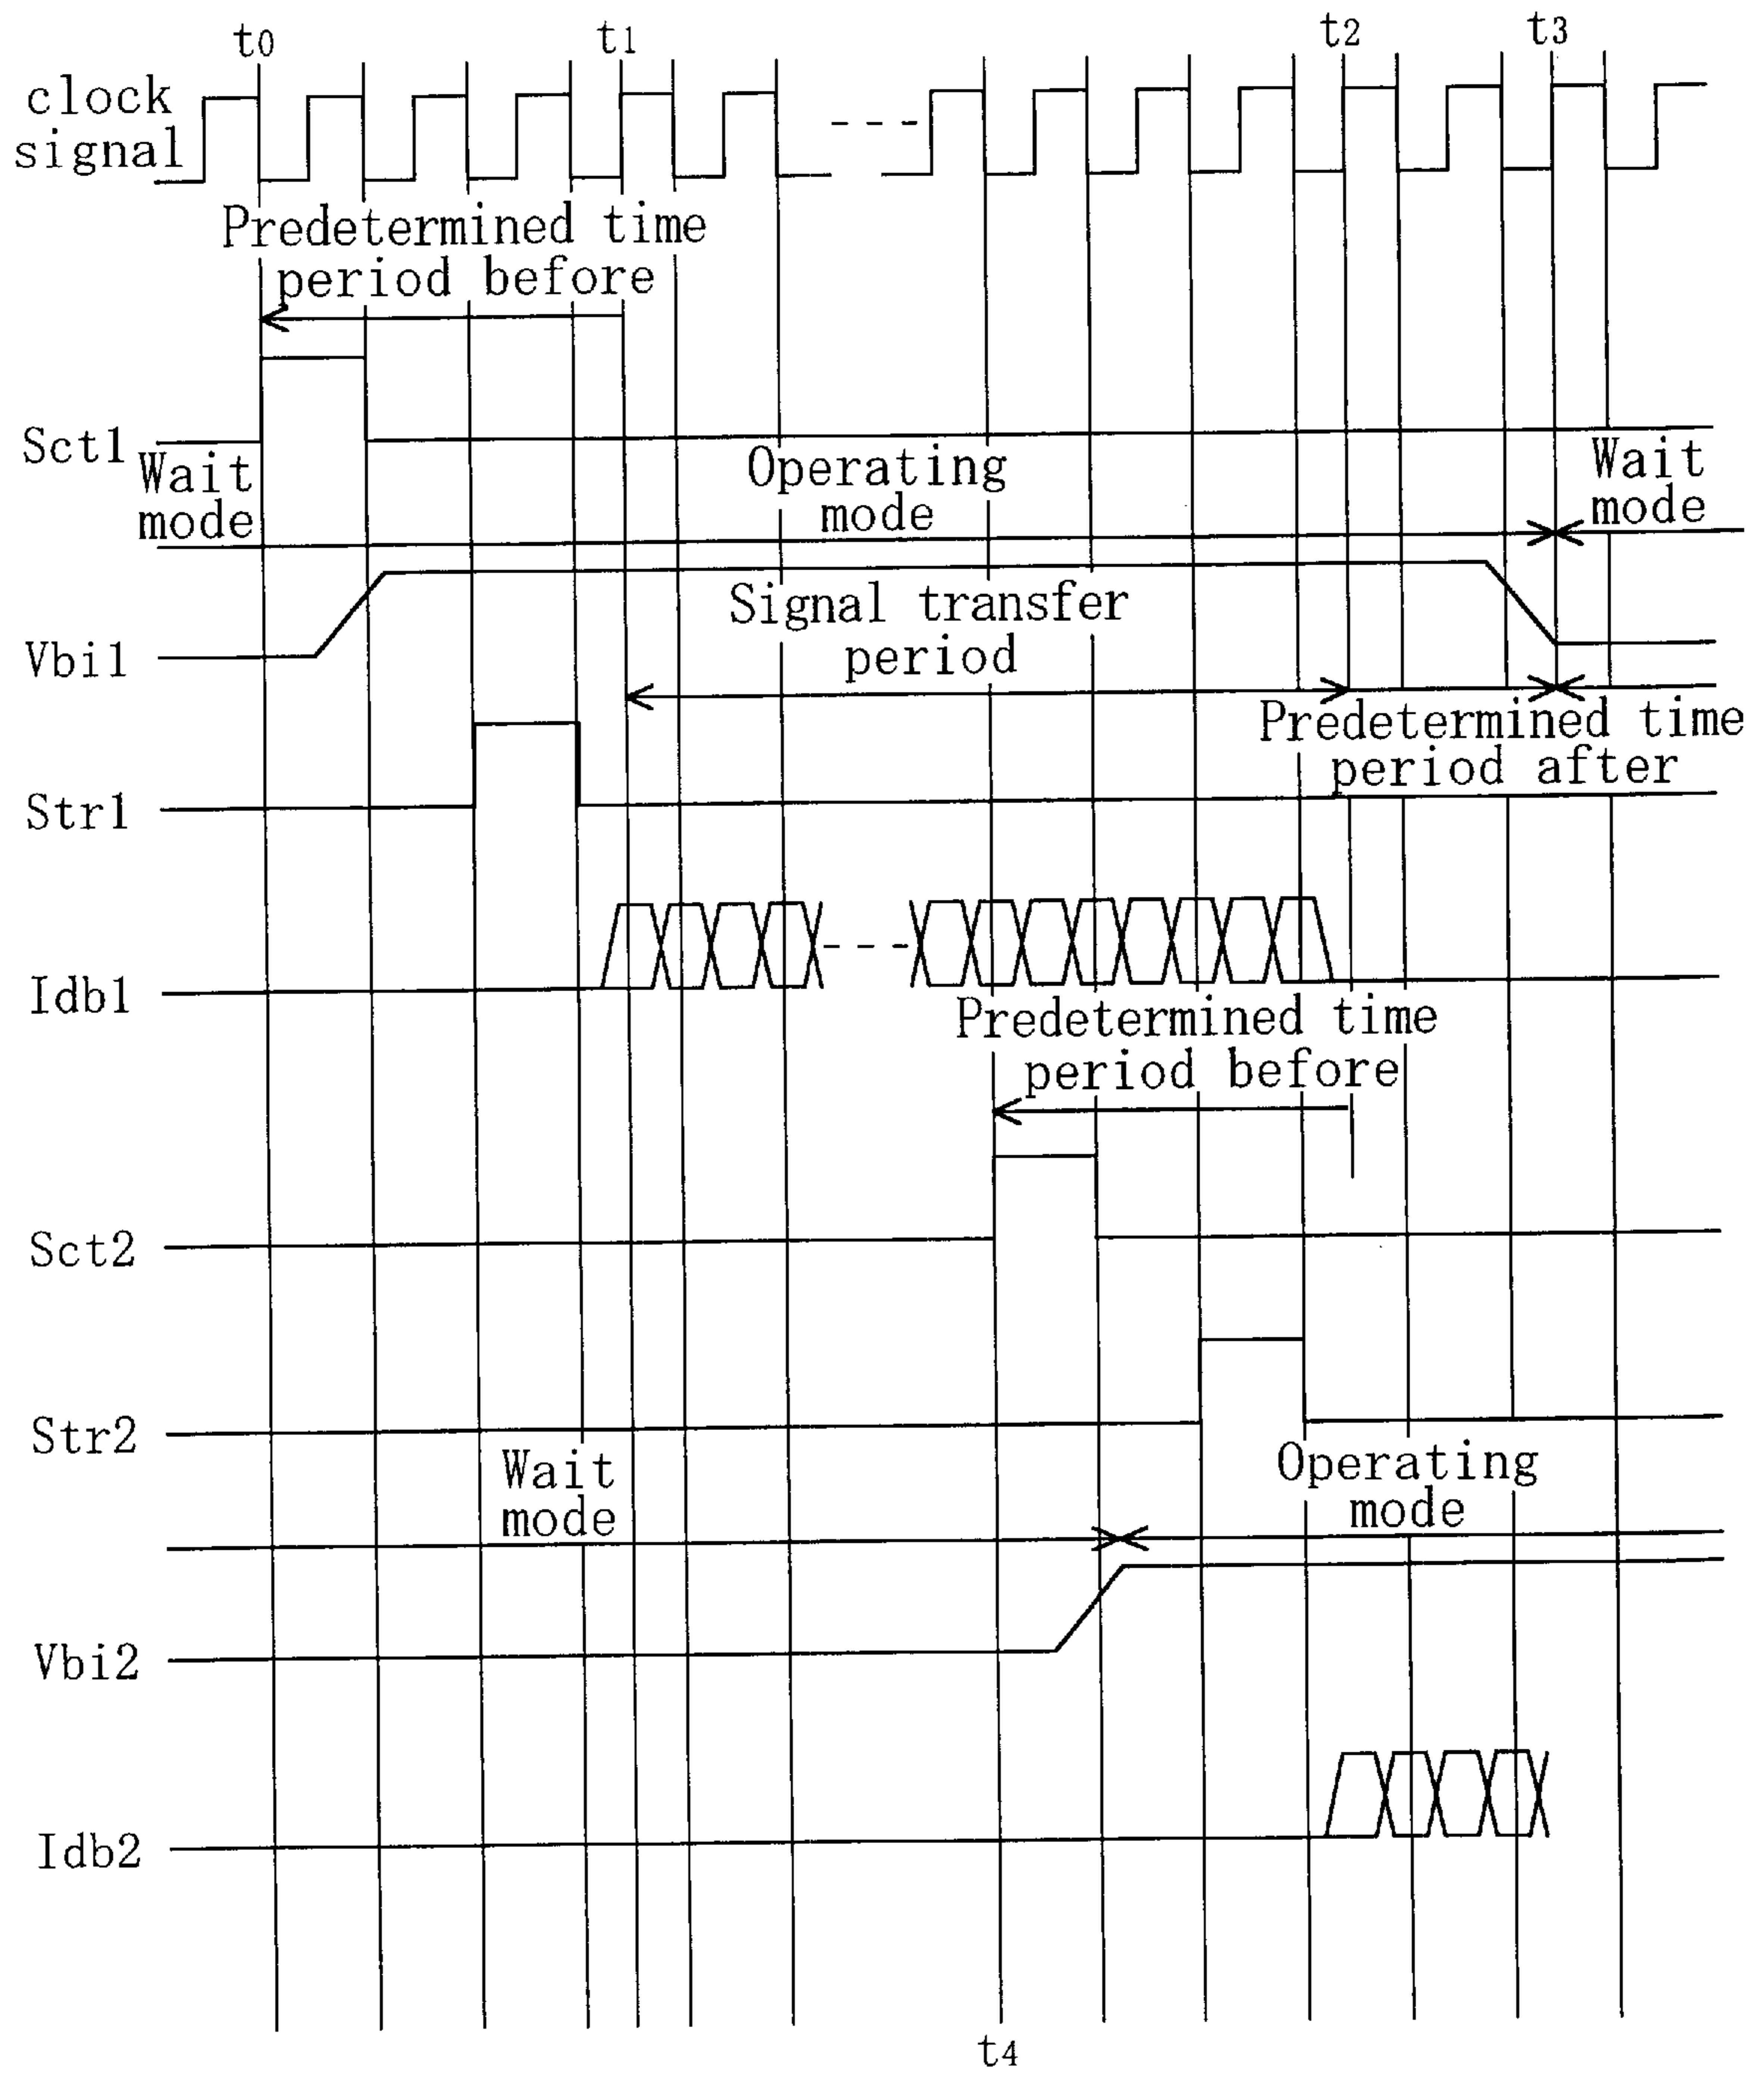 t0
t1
t2
t3
clock
signal
Predetermined time
period before
Sct1
Wait
mode
Operating
mode
Wait
mode
Signal transfer
period
Vbi1
Predetermined time
period after
Str1
Idb1
Predetermined time
period before
Sct2
Str2
Wait
mode
Operating
mode
Vbi2
Idb2
t4